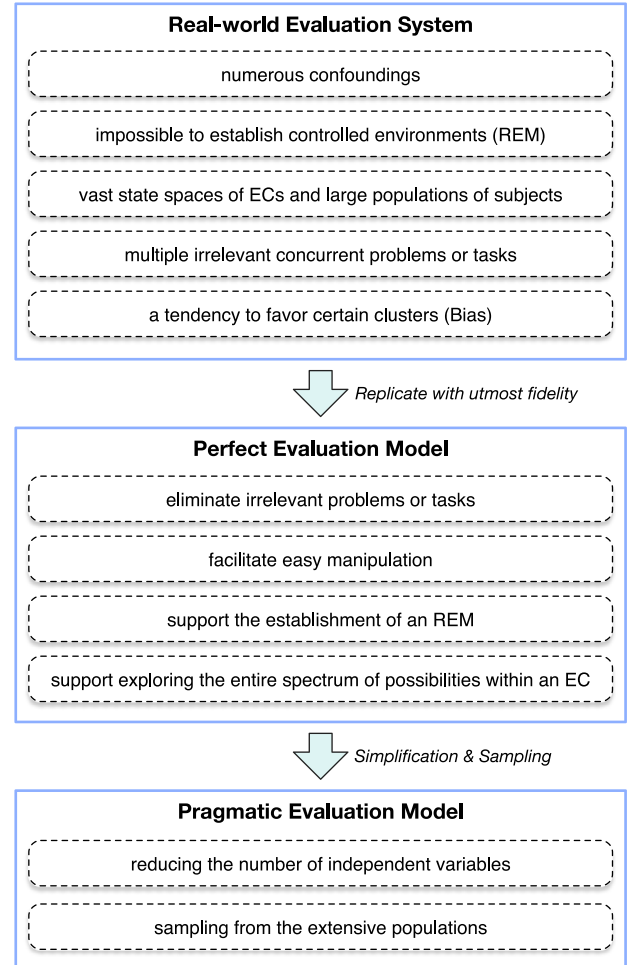 Real-world Evaluation System
numerous confoundings
impossible to establish controlled environments (REM)
vast state spaces of ECs and large populations of subjects
multiple irrelevant concurrent problems or tasks
a tendency to favor certain clusters (Bias)
Replicate with utmost fidelity
Perfect Evaluation Model
eliminate irrelevant problems or tasks
facilitate easy manipulation
support the establishment of an REM
support exploring the entire spectrum of possibilities within an EC
Simplification & Sampling
Pragmatic Evaluation Model
reducing the number of independent variables
sampling from the extensive populations